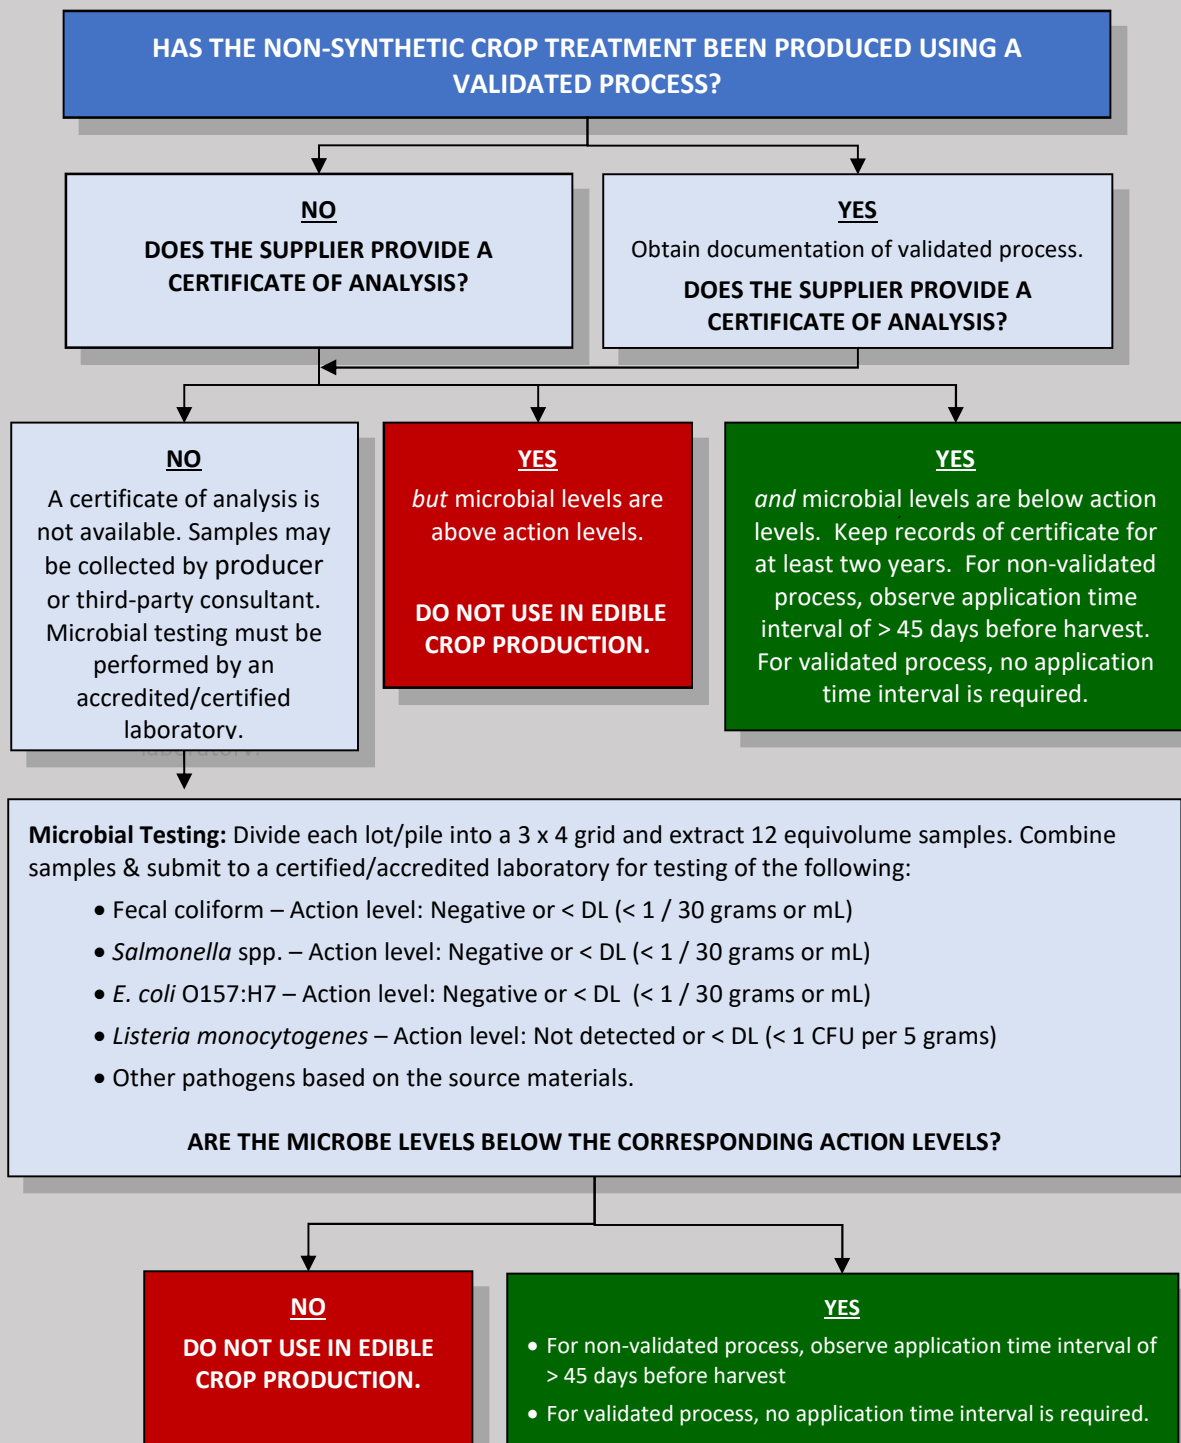 HAS THE NON-SYNTHETIC CROP TREATMENT BEEN PRODUCED USING A
VALIDATED PROCESS?
NO
DOES THE SUPPLIER PROVIDE A
CERTIFICATE OF ANALYSIS?
YES
Obtain documentation of validated process.
DOES THE SUPPLIER PROVIDE A
CERTIFICATE OF ANALYSIS?
NO
A certificate of analysis is
not available. Samples may
be collected by producer
or third-party consultant.
Microbial testing must be
performed by an
accredited/certified
laboratory.
YES
but microbial levels are
above action levels.
DO NOT USE IN EDIBLE
CROP PRODUCTION.
YES
and microbial levels are below action
levels.  Keep records of certificate for
at least two years.  For non-validated
process, observe application time
interval of > 45 days before harvest.
For validated process, no application
time interval is required.
Microbial Testing: Divide each lot/pile into a 3 x 4 grid and extract 12 equivolume samples. Combine
samples & submit to a certified/accredited laboratory for testing of the following:
• Fecal coliform – Action level: Negative or < DL (< 1 / 30 grams or mL)
• Salmonella spp. – Action level: Negative or < DL (< 1 / 30 grams or mL)
• E. coli O157:H7 – Action level: Negative or < DL  (< 1 / 30 grams or mL)
• Listeria monocytogenes – Action level: Not detected or < DL (< 1 CFU per 5 grams)
• Other pathogens based on the source materials.
ARE THE MICROBE LEVELS BELOW THE CORRESPONDING ACTION LEVELS?
NO
DO NOT USE IN EDIBLE
CROP PRODUCTION.
YES
• For non-validated process, observe application time interval of
> 45 days before harvest
• For validated process, no application time interval is required.